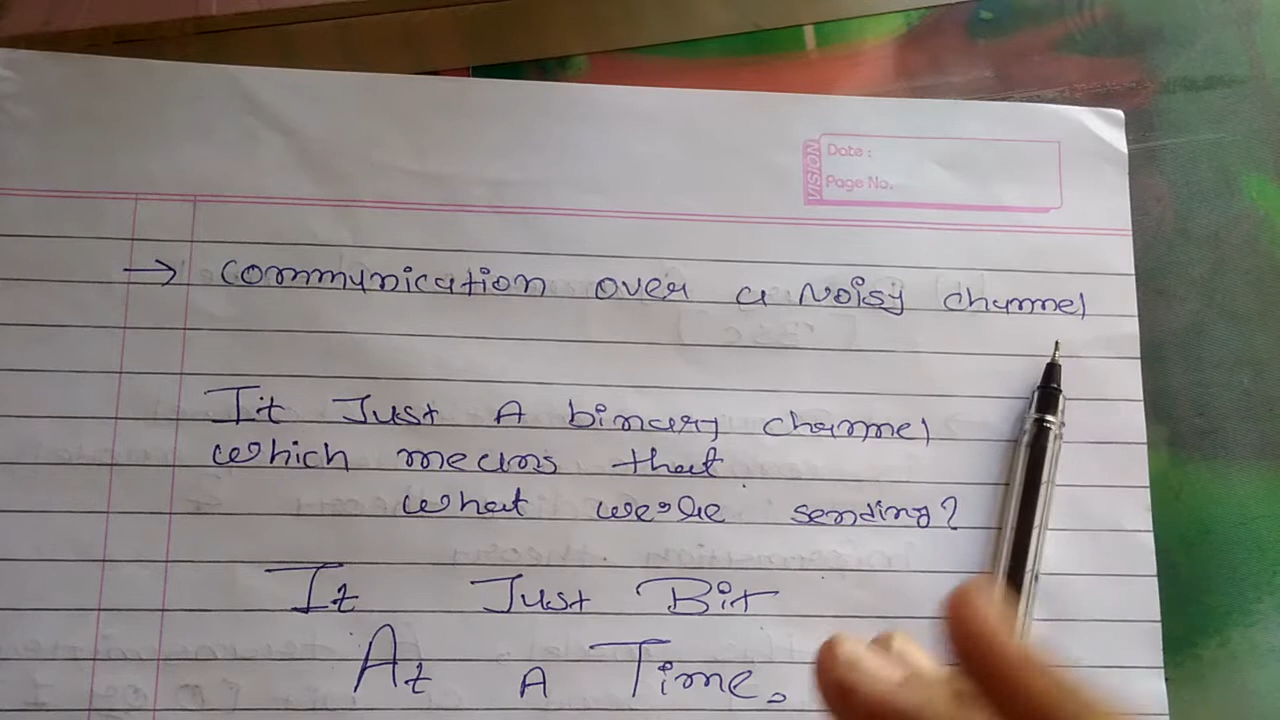 VISION
Date :
Page No.
→ Communication over a Noisy channel
It Just A binary channel
which means that
what we're sending?
It Just Bit
At A Time.